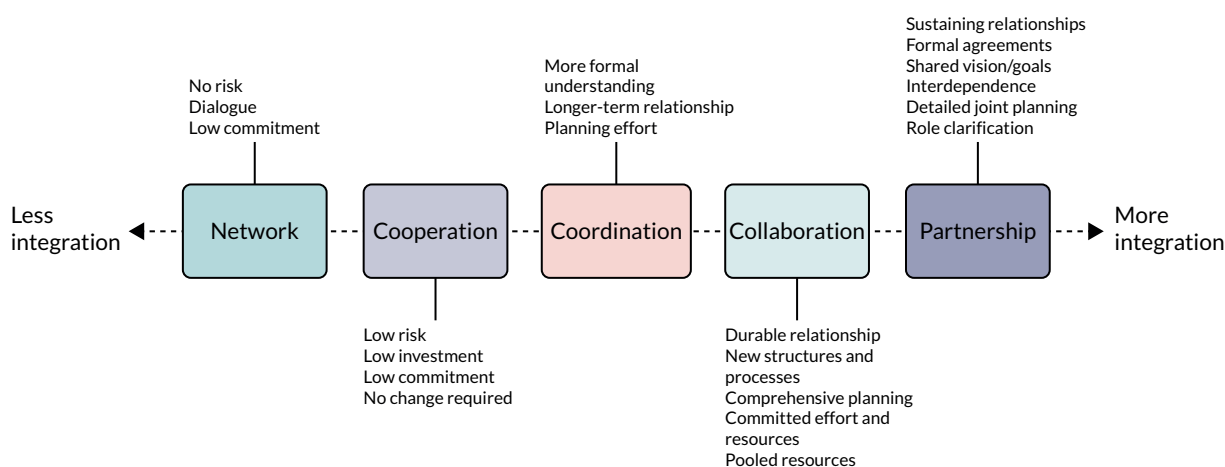 No risk
Dialogue
Low commitment
More formal
understanding
Longer-term relationship
Planning effort
Sustaining relationships
Formal agreements
Shared vision/goals
Interdependence
Detailed joint planning
Role clarification
Less
integration
Network
Cooperation
Coordination
Collaboration
Partnership
More
integration
Low risk
Low investment
Low commitment
No change required
Durable relationship
New structures and
processes
Comprehensive planning
Committed effort and
resources
Pooled resources